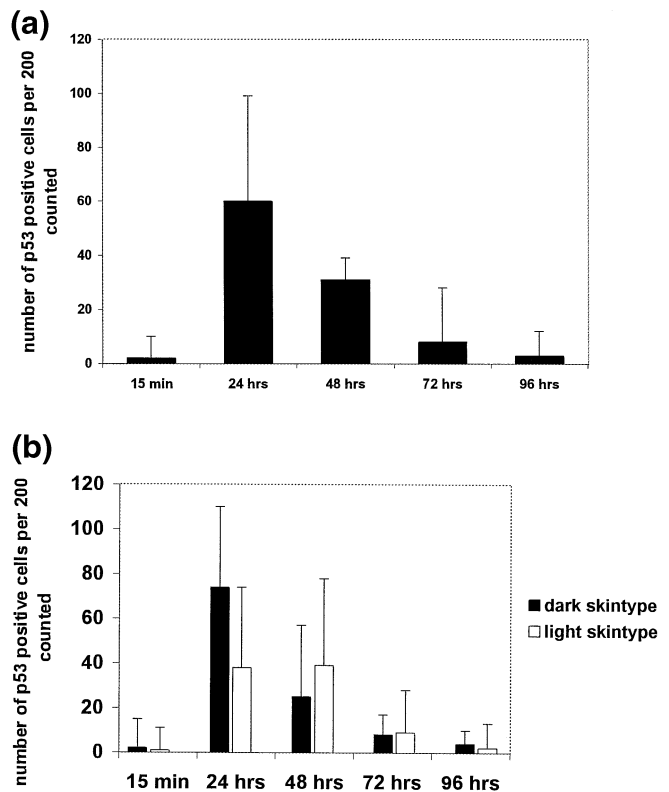 (a)
number of p53 positive cells per 200
counted
120
100
80
60
40
20
0
15 min 24 hrs 48 hrs 72 hrs 96 hrs
(b)
number of p53 positive cells per 200
counted
120
100
80
60
40
20
0
15 min 24 hrs 48 hrs 72 hrs 96 hrs
dark skintype
light skintype